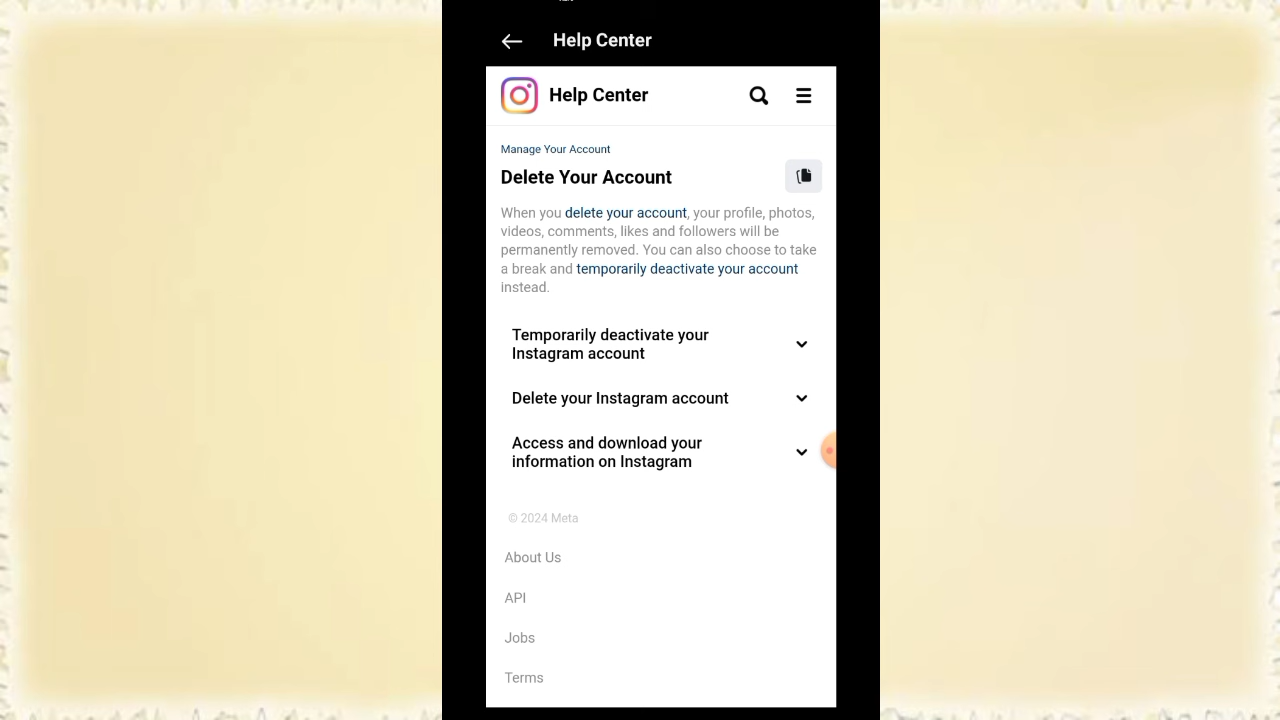 Help Center
Help Center
Manage Your Account
Delete Your Account
When you delete your account, your profile, photos,
videos, comments, likes and followers will be
permanently removed. You can also choose to take
a break and temporarily deactivate your account
instead.
Temporarily deactivate your
Instagram account
Delete your Instagram account
Access and download your
information on Instagram
© 2024 Meta
About Us
API
Jobs
Terms